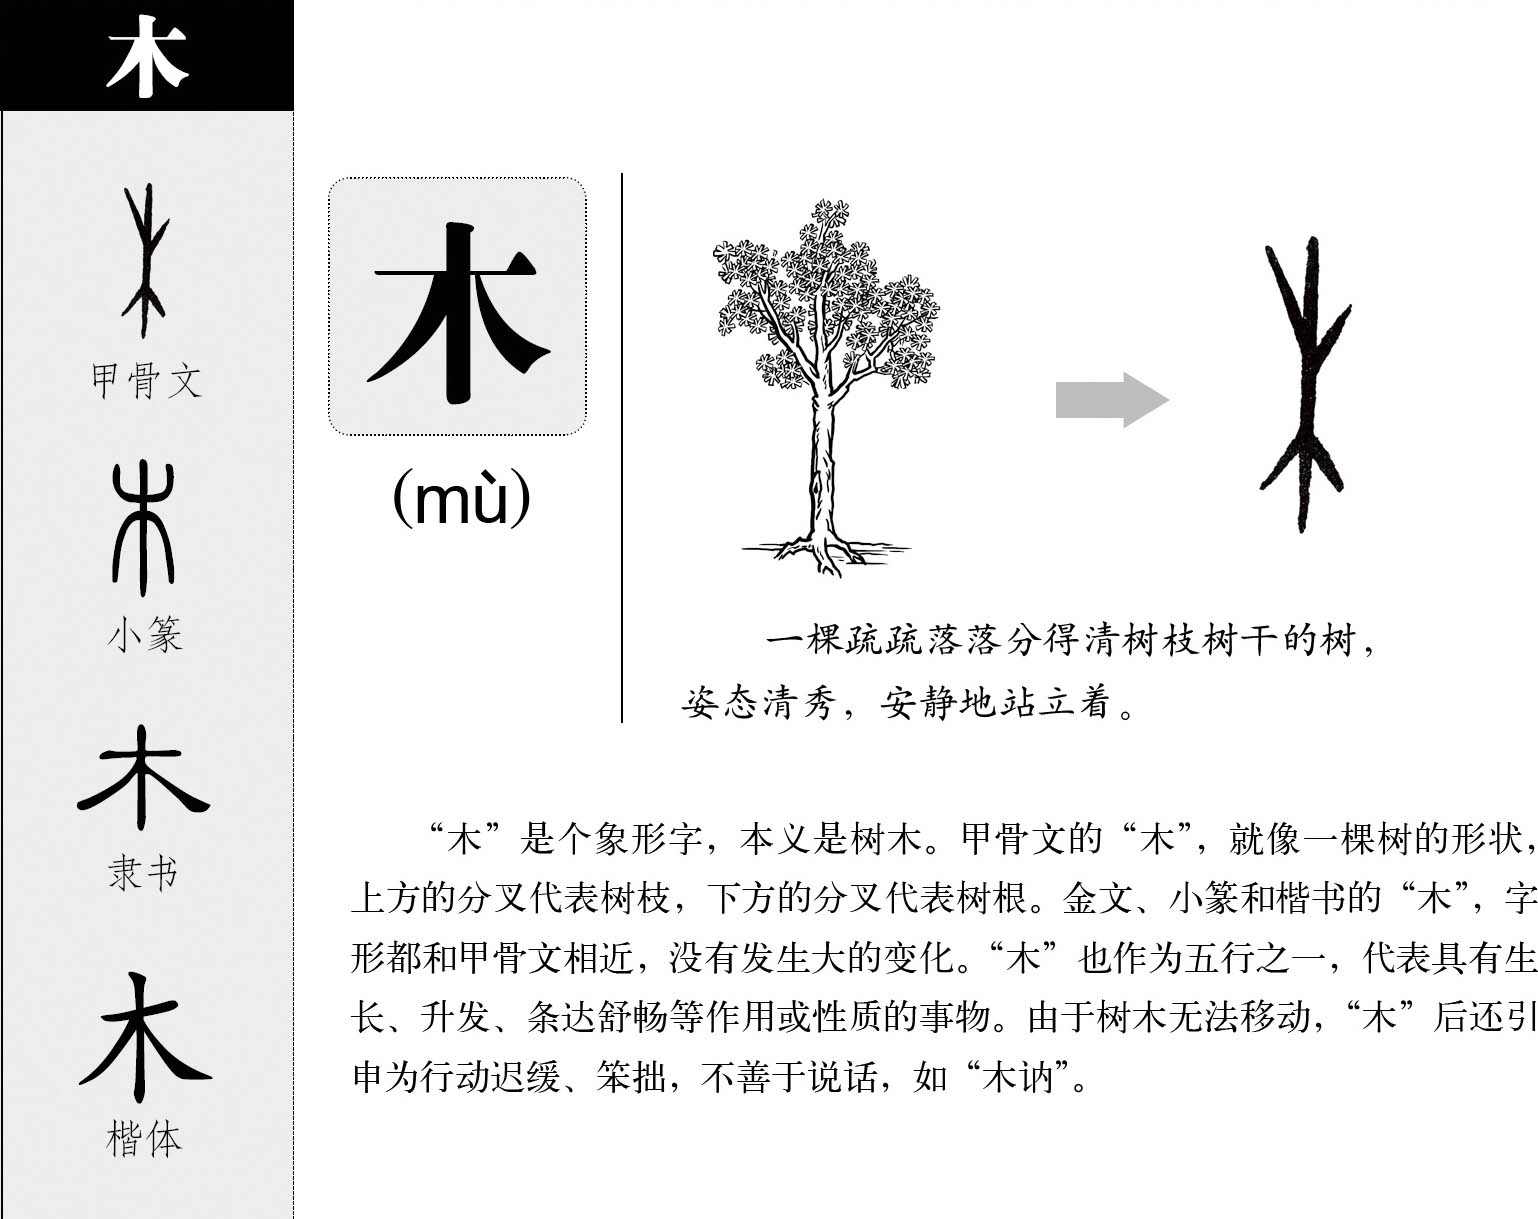 木
甲骨文
小篆
隶书
楷体
木
(mù)
一棵疏疏落落分得清树枝树干的树，
姿态清秀，安静地站立着。
“木”是个象形字，本义是树木。甲骨文的“木”，就像一棵树的形状，
上方的分叉代表树枝，下方的分叉代表树根。金文、小篆和楷书的“木”，字
形都和甲骨文相近，没有发生大的变化。“木”也作为五行之一，代表具有生
长、升发、条达舒畅等作用或性质的事物。由于树木无法移动，“木”后还引
申为行动迟缓、笨拙，不善于说话，如“木讷”。